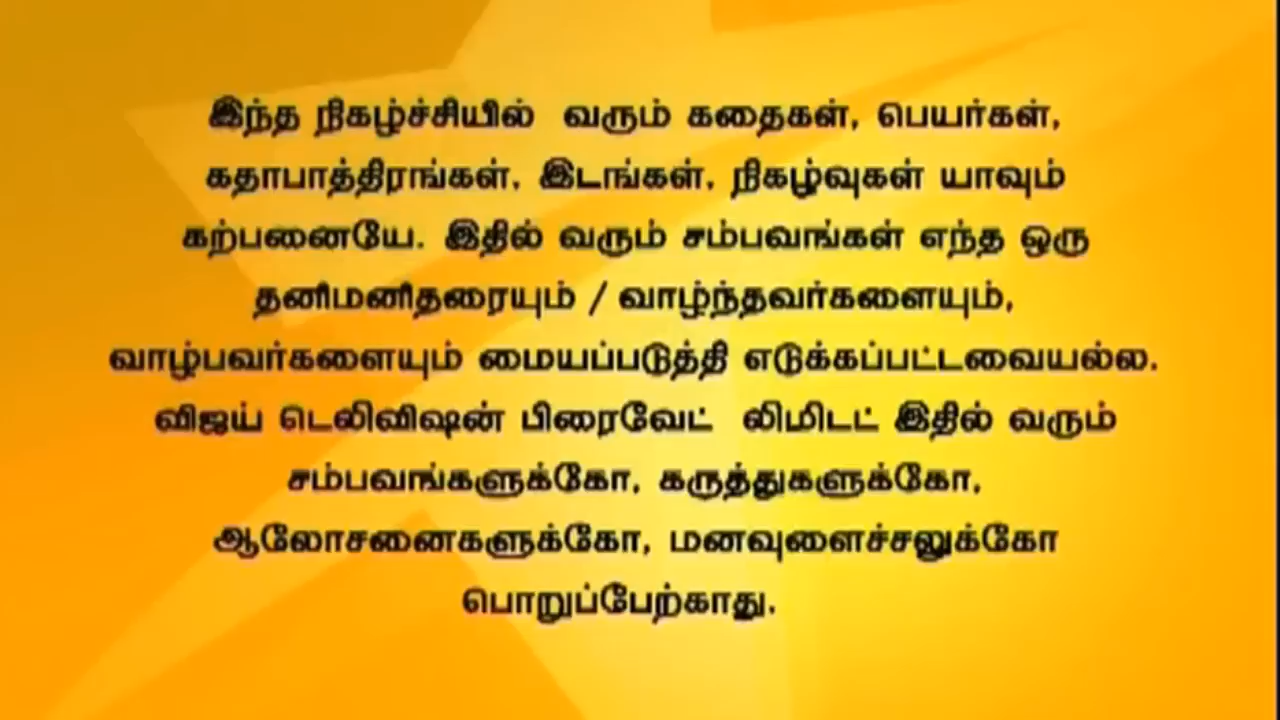 இந்த நிகழ்ச்சியில் வரும் கதைகள், பெயர்கள்,
கதாபாத்திரங்கள், இடங்கள், நிகழ்வுகள் யாவும்
கற்பனையே. இதில் வரும் சம்பவங்கள் எந்த ஒரு
தனிமனிதரையும் / வாழ்ந்தவர்களையும்,
வாழ்பவர்களையும் மையப்படுத்தி எடுக்கப்பட்டவையல்ல.
விஜய் டெலிவிஷன் பிரைவேட் லிமிடட் இதில் வரும்
சம்பவங்களுக்கோ, கருத்துகளுக்கோ,
ஆலோசனைகளுக்கோ, மனவுளைச்சலுக்கோ
பொறுப்பேற்காது.